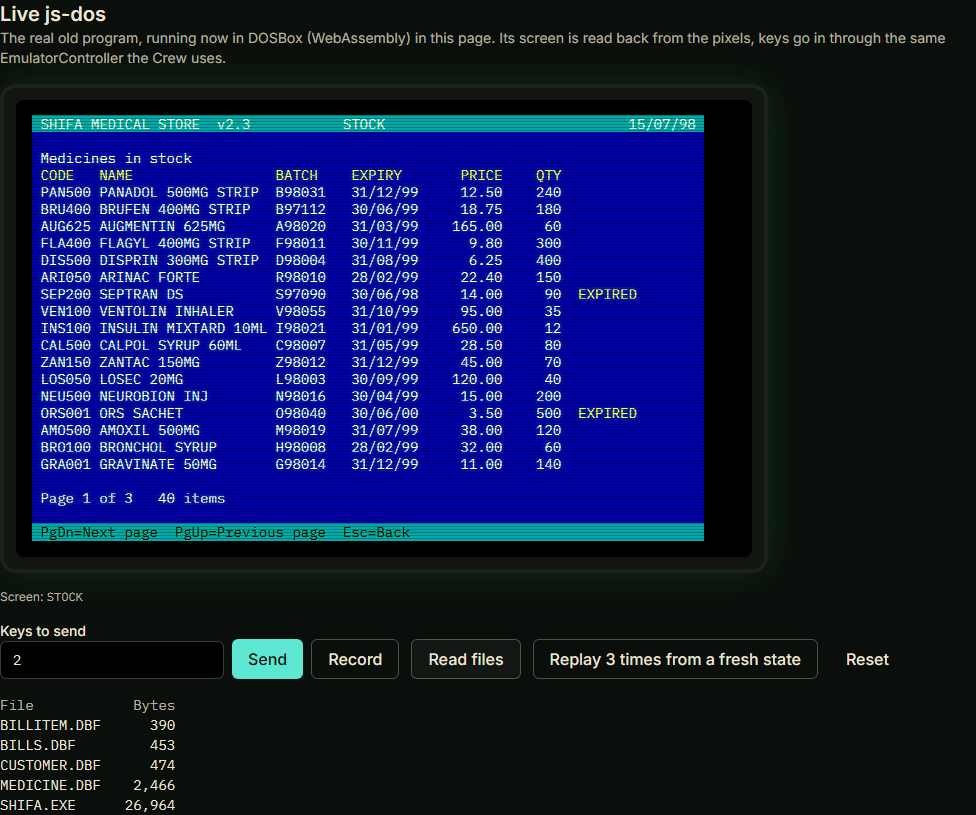 Live js-dos
The real old program, running now in DOSBox (WebAssembly) in this page. Its screen is read back from the pixels, keys go in through the same
EmulatorController the Crew uses.
SHIFA MEDICAL STORE  v2.3           STOCK                             15/07/98
Medicines in stock
CODE   NAME                 BATCH    EXPIRY       PRICE    QTY
PAN500 PANADOL 500MG STRIP  B98031   31/12/99     12.50    240
BRU400 BRUFEN 400MG STRIP   B97112   30/06/99     18.75    180
AUG625 AUGMENTIN 625MG      A98020   31/03/99    165.00     60
FLA400 FLAGYL 400MG STRIP   F98011   30/11/99      9.80    300
DIS500 DISPRIN 300MG STRIP  D98004   31/08/99      6.25    400
ARI050 ARINAC FORTE         R98010   28/02/99     22.40    150
SEP200 SEPTRAN DS           S97090   30/06/98     14.00     90  EXPIRED
VEN100 VENTOLIN INHALER     V98055   31/10/99     95.00     35
INS100 INSULIN MIXTARD 10ML I98021   31/01/99    650.00     12
CAL500 CALPOL SYRUP 60ML    C98007   31/05/99     28.50     80
ZAN150 ZANTAC 150MG         Z98012   31/12/99     45.00     70
LOS050 LOSEC 20MG           L98003   30/09/99    120.00     40
NEU500 NEUROBION INJ        N98016   30/04/99     15.00    200
ORS001 ORS SACHET           O98040   30/06/00      3.50    500  EXPIRED
AMO500 AMOXIL 500MG         M98019   31/07/99     38.00    120
BRO100 BRONCHOL SYRUP       H98008   28/02/99     32.00     60
GRA001 GRAVINATE 50MG       G98014   31/12/99     11.00    140
Page 1 of 3   40 items
PgDn=Next page  PgUp=Previous page  Esc=Back
Screen: STOCK
Keys to send
2 Send Record Read files Replay 3 times from a fresh state Reset
File Bytes
BILLITEM.DBF 390
BILLS.DBF 453
CUSTOMER.DBF 474
MEDICINE.DBF 2,466
SHIFA.EXE 26,964